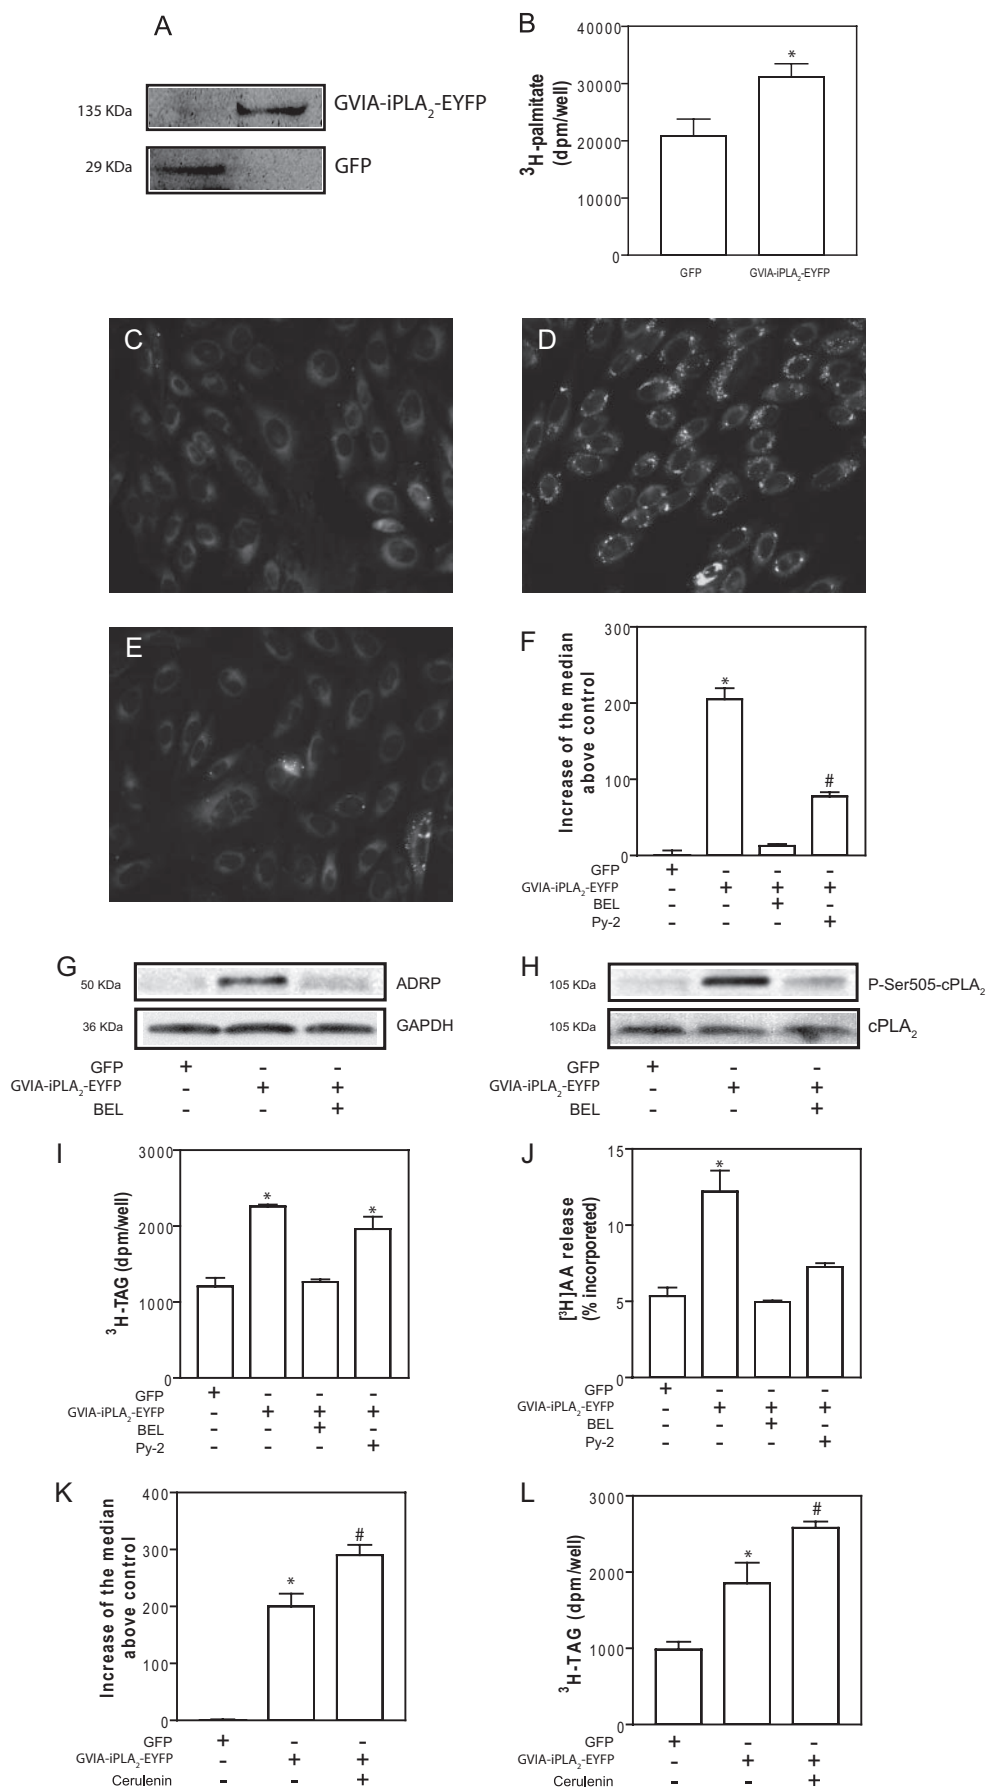 A
135 KDa
GVIA-iPLA2-EYFP
29 KDa
GFP
B
³H-palmitate
(dpm/well)
40000
30000
20000
10000
0
*
GFP
GVIA-iPLA2-EYFP
C
D
E
F
Increase of the median
above control
300
200
100
0
*
#
GFP + - - -
GVIA-iPLA2-EYFP - + + +
BEL - - + -
Py-2 - - - +
G
50 KDa
ADRP
36 KDa
GAPDH
GFP + - -
GVIA-iPLA2-EYFP - + +
BEL - - +
H
105 KDa
P-Ser505-cPLA2
105 KDa
cPLA2
GFP + - -
GVIA-iPLA2-EYFP - + +
BEL - - +
I
³H-TAG (dpm/well)
3000
2000
1000
0
*
*
GFP + - - -
GVIA-iPLA2-EYFP - + + +
BEL - - + -
Py-2 - - - +
J
[³H]AA release
(% incorporeted)
15
10
5
0
*
GFP + - - -
GVIA-iPLA2-EYFP - + + +
BEL - - + -
Py-2 - - - +
K
Increase of the median
above control
400
300
200
100
0
*
#
GFP + - -
GVIA-iPLA2-EYFP - + +
Cerulenin - - +
L
³H-TAG (dpm/well)
3000
2000
1000
0
*
#
GFP + - -
GVIA-iPLA2-EYFP - + +
Cerulenin - - +